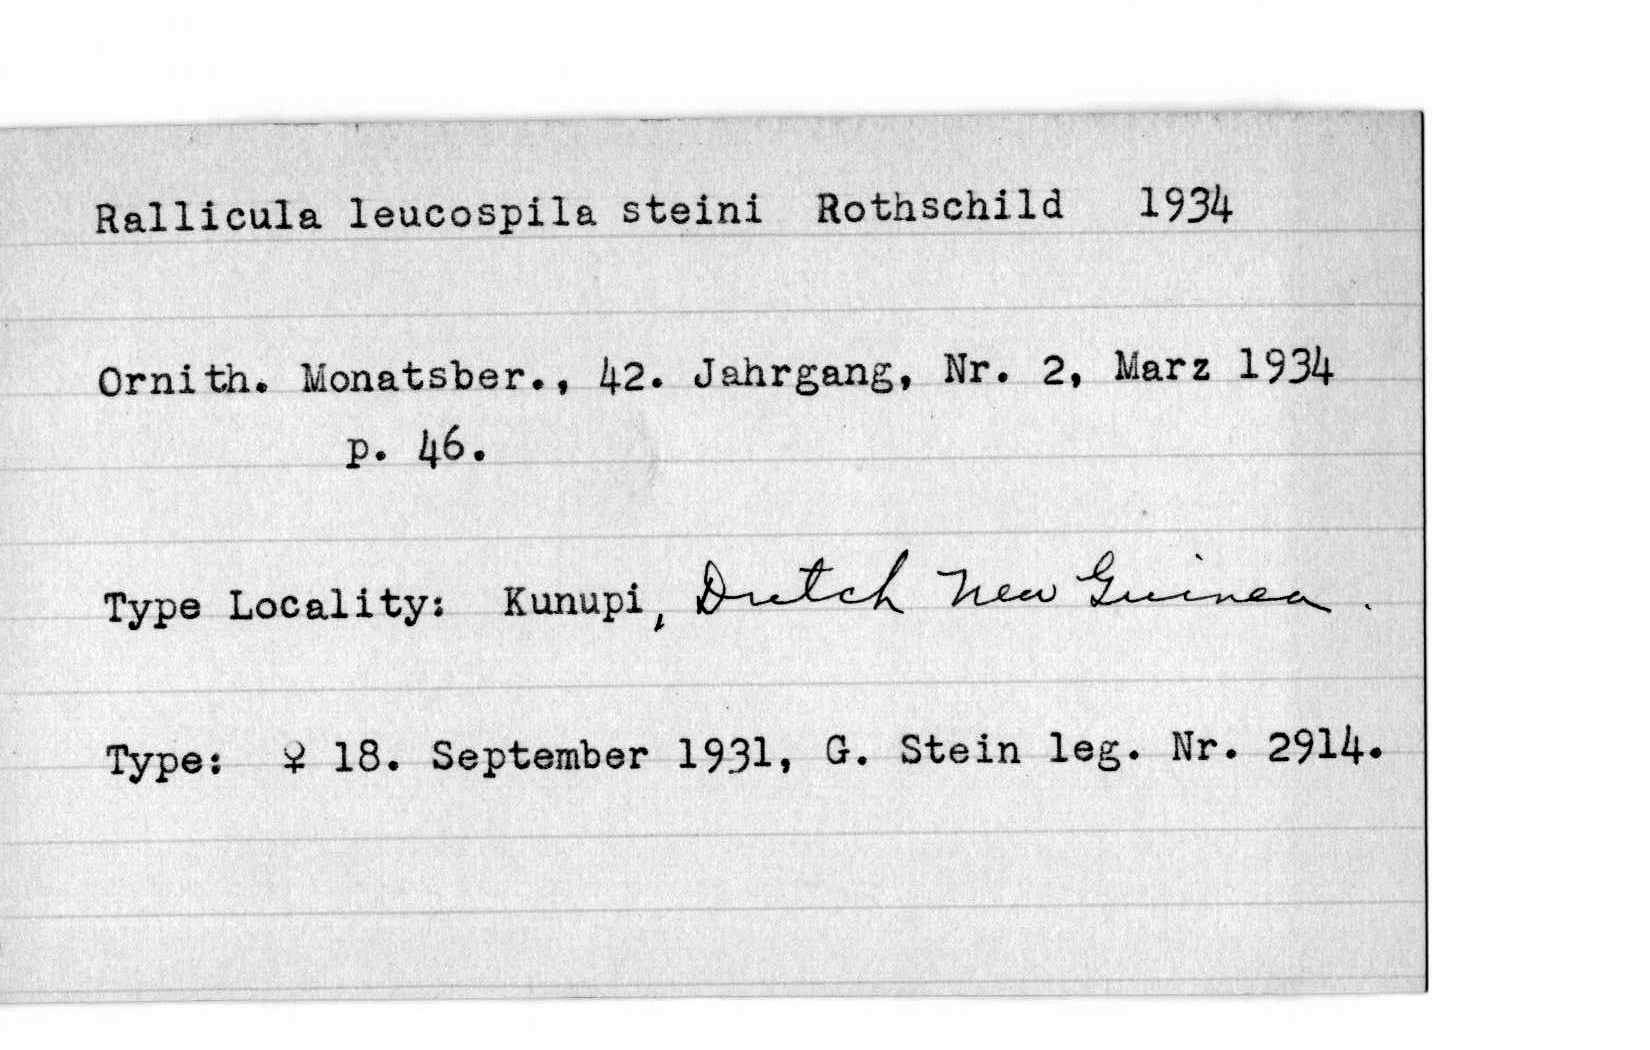 Rallicula leucospila steini Rothschild 1934
Ornith. Monatsber., 42. Jahrgang, Nr. 2, Marz 1934
p. 46.
Type Locality: Kunupi, Dutch New Guinea.
Type: ♀ 18. September 1931, G. Stein leg. Nr. 2914.